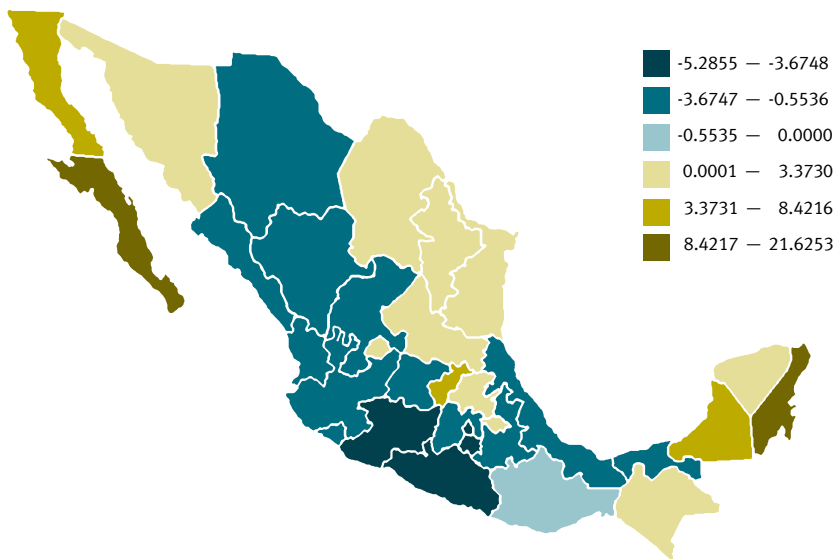 -5.2855 — -3.6748
-3.6747 — -0.5536
-0.5535 — 0.0000
0.0001 — 3.3730
3.3731 — 8.4216
8.4217 — 21.6253